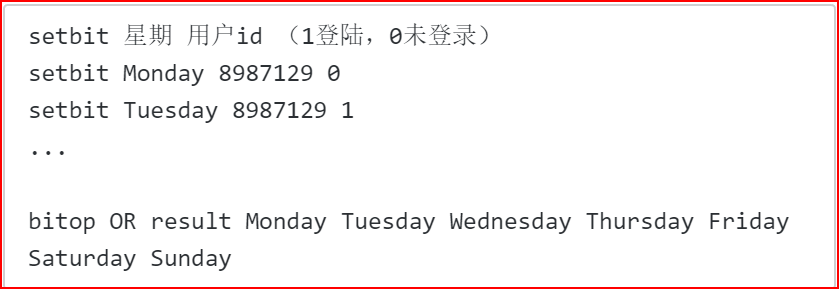 setbit 星期 用户id （1登陆，0未登录）
setbit Monday 8987129 0
setbit Tuesday 8987129 1
...
bitop OR result Monday Tuesday Wednesday Thursday Friday
Saturday Sunday